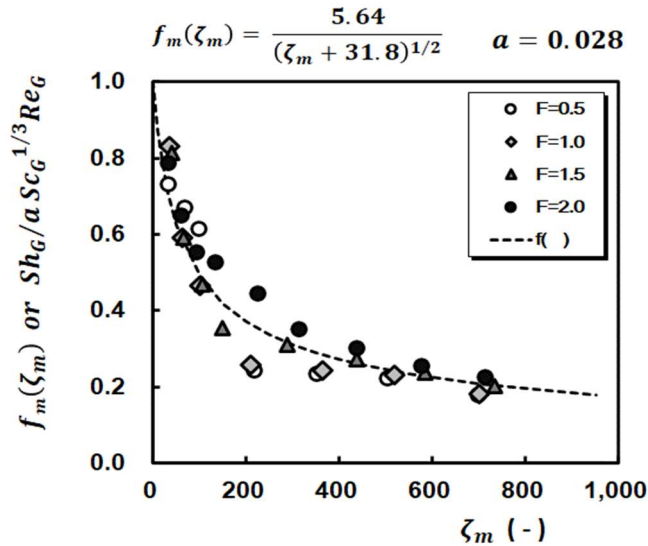 f_m(ζ_m) = 5.64 / (ζ_m + 31.8)^{1/2} a = 0.028
f_m(ζ_m) or Sh_G/a Sc_G^{1/3}Re_G
1.0
0.8
0.6
0.4
0.2
0.0
F=0.5
F=1.0
F=1.5
F=2.0
f( )
0 200 400 600 800 1,000
ζ_m (-)